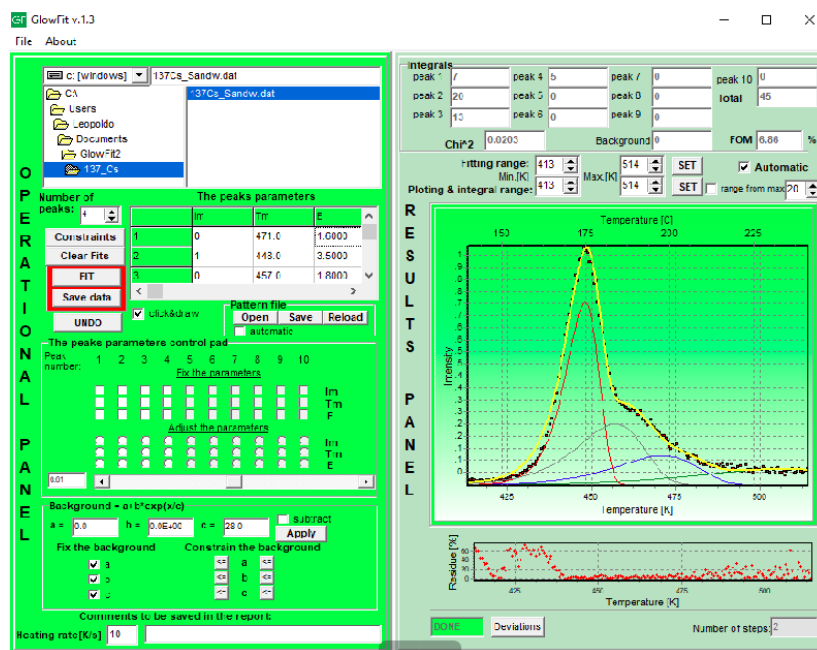 GlowFit v.1.3
File About
OPERATIONAL PANEL
c: [windows] 137Cs_Sandw.dat
C:\ 137Cs_Sandw.dat
Users
Leopoldo
Documents
GlowFit2
137_Cs
Number of peaks: 4
The peaks parameters
Im Tm E
1 0 471.0 1.6000
2 1 448.0 3.5000
3 0 457.0 1.8000
Constraints
Clear Fits
FIT
Save data
UNDO
click&draw
Pattern file
Open Save Reload
automatic
The peaks parameters control pad
Peak number: 1 2 3 4 5 6 7 8 9 10
Fix the parameters
Im
Tm
E
Adjust the parameters
Im
Tm
E
0.01
Background = a+b*exp(x/c)
a = 0.0 b = 0.0E+00 c = 28.0 subtract
Apply
Fix the background Constrain the background
a <= a <=
b <= b <=
c <= c <=
Comments to be saved in the report:
Heating rate[K/s] 10
RESULTS PANEL
Integrals
peak 1 7 peak 4 5 peak 7 0 peak 10 0
peak 2 20 peak 5 0 peak 8 0 Total 45
peak 3 13 peak 6 0 peak 9 0
Chi^2 0.0203 Background 0 FOM 6.86 %
Fitting range: 413 514 SET Automatic
Min.[K] Max.[K]
Ploting & integral range: 413 514 SET range from max 20
Temperature [C]
150 175 200 225
Intensity
1
.9
.8
.7
.6
.5
.4
.3
.2
.1
0
425 450 475 500
Temperature [K]
Residue [%]
60
40
20
0
425 450 475 500
Temperature [K]
DONE Deviations Number of steps: 2